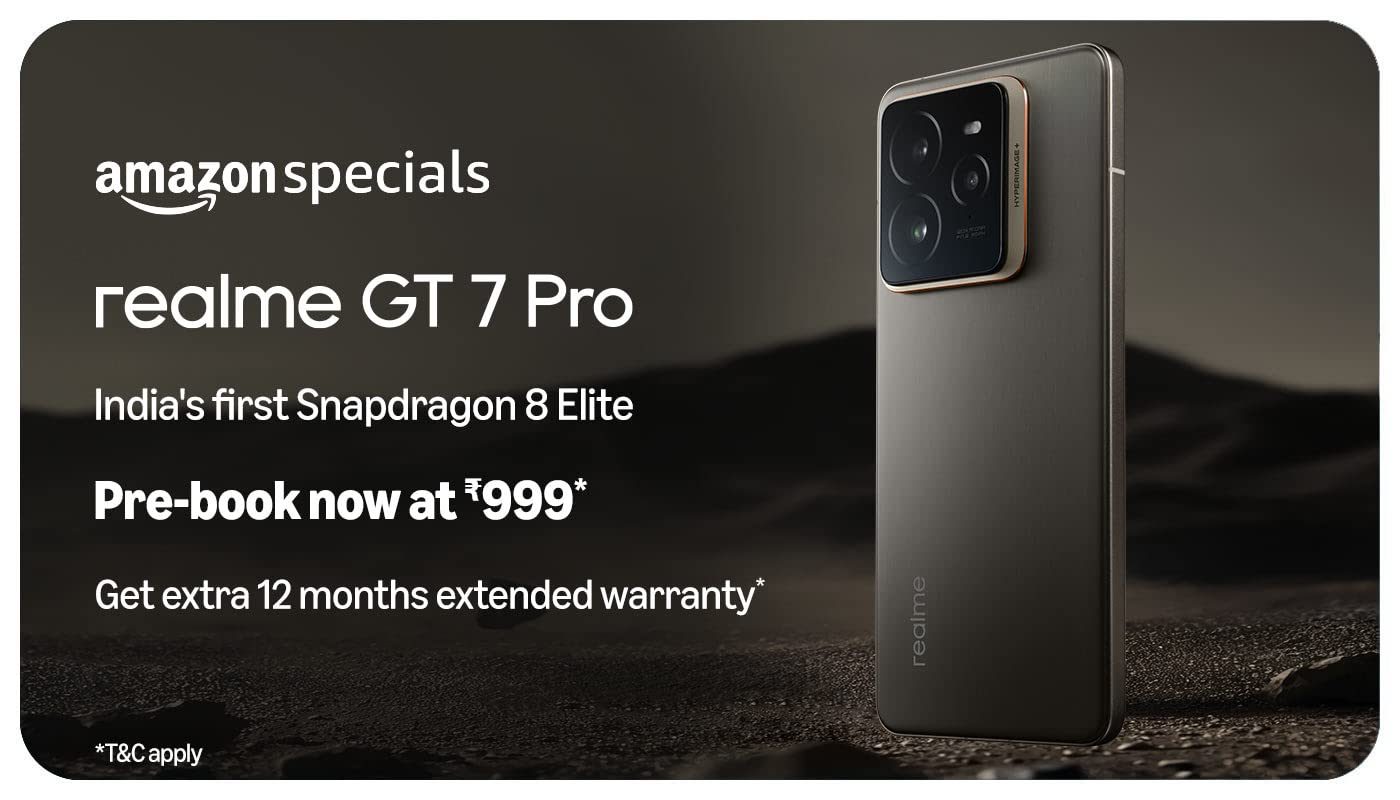 amazon specials
realme GT 7 Pro
India's first Snapdragon 8 Elite
Pre-book now at ₹999*
Get extra 12 months extended warranty*
*T&C apply
HYPERIMAGE+
realme